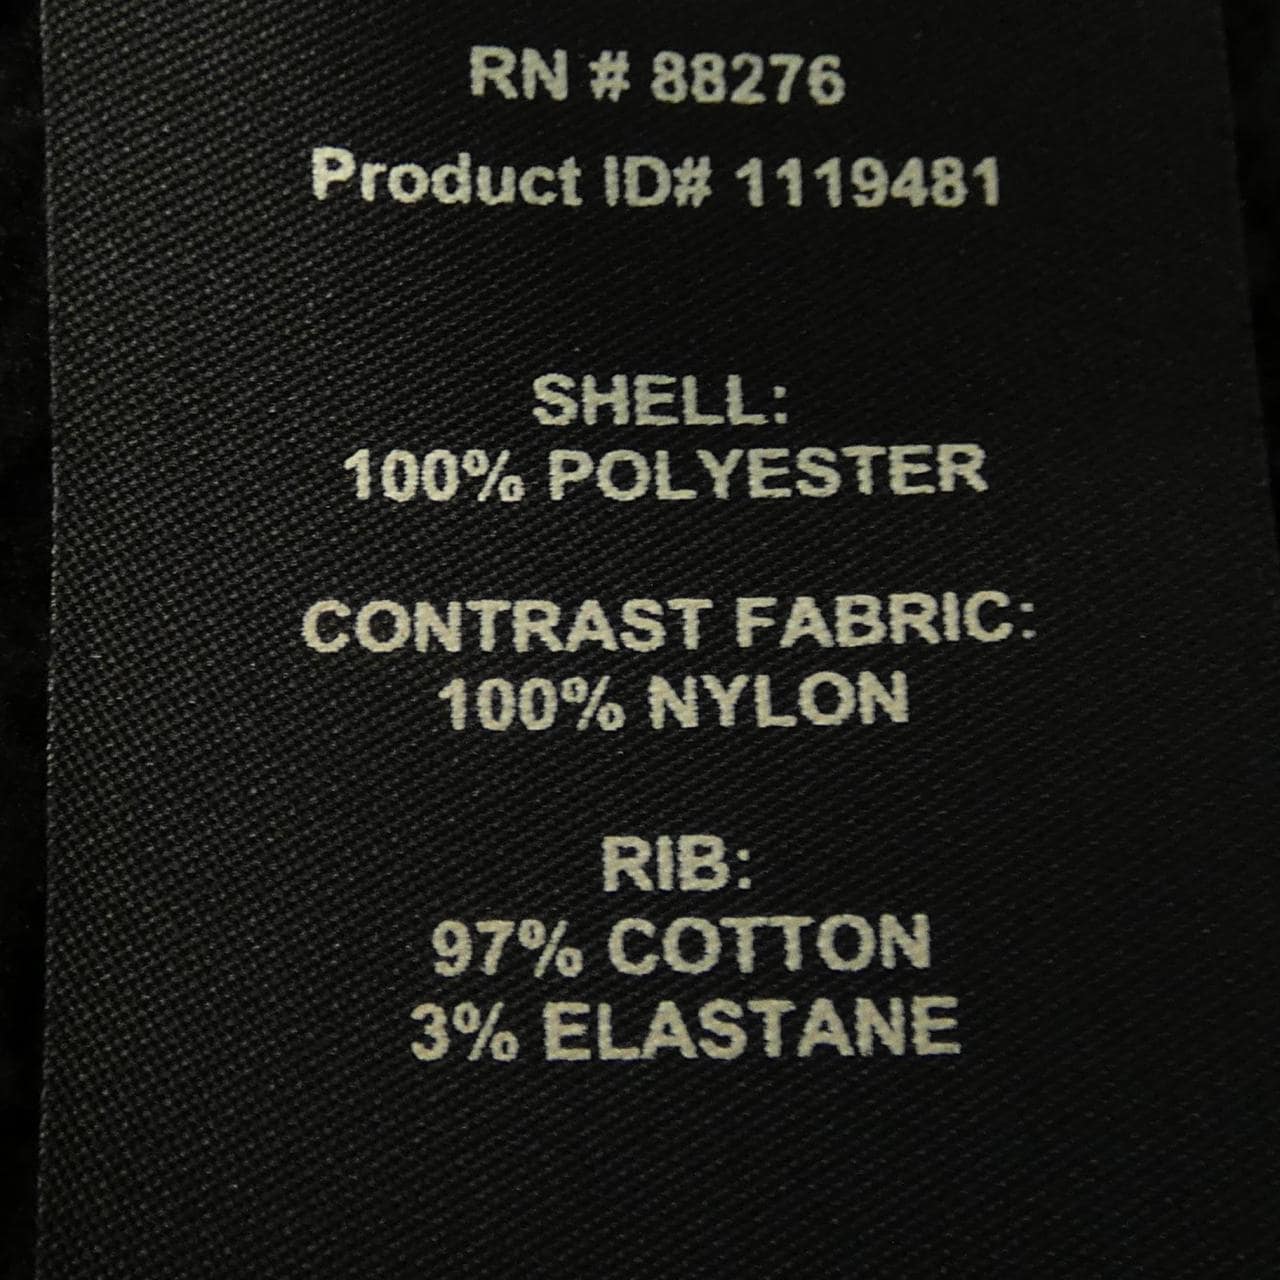 RN # 88276
Product ID# 1119481
SHELL:
100% POLYESTER
CONTRAST FABRIC:
100% NYLON
RIB:
97% COTTON
3% ELASTANE